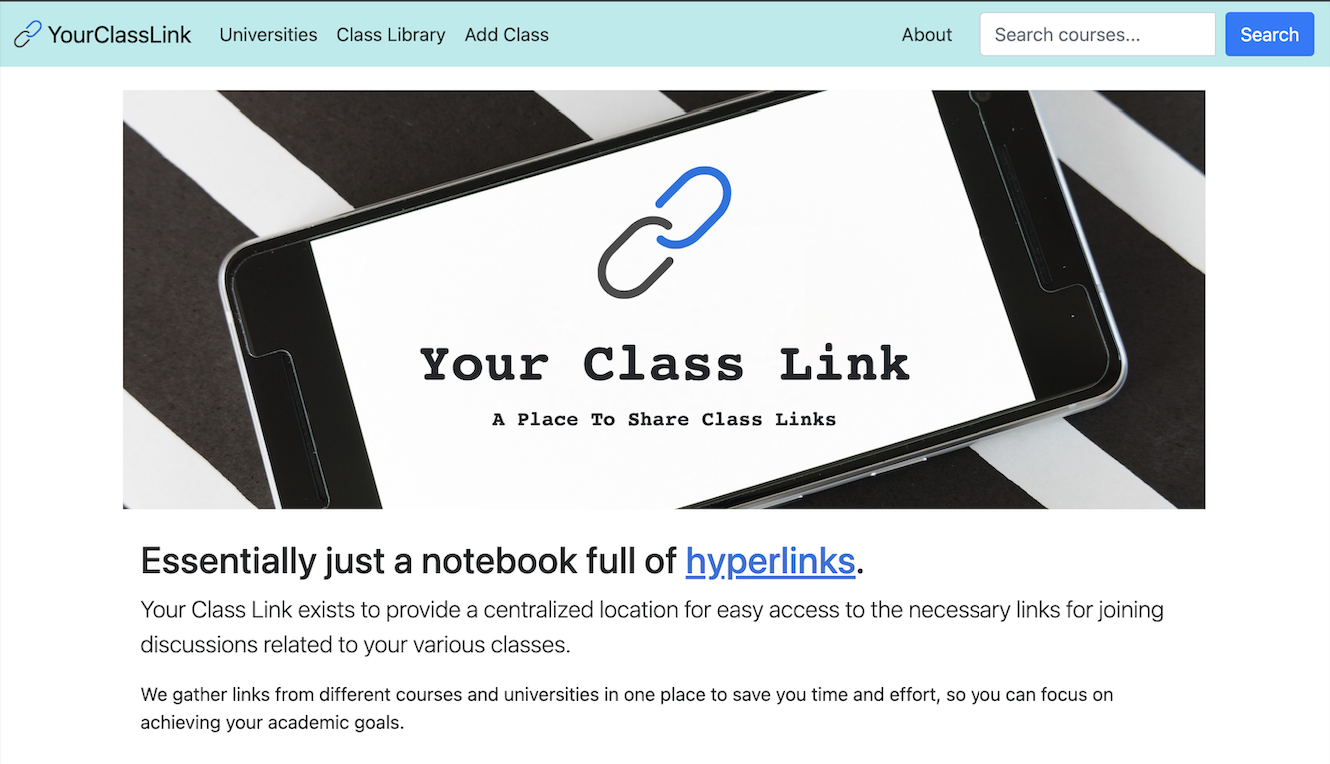 YourClassLink Universities Class Library Add Class About Search courses... Search
Your Class Link
A Place To Share Class Links
Essentially just a notebook full of hyperlinks.
Your Class Link exists to provide a centralized location for easy access to the necessary links for joining
discussions related to your various classes.
We gather links from different courses and universities in one place to save you time and effort, so you can focus on
achieving your academic goals.